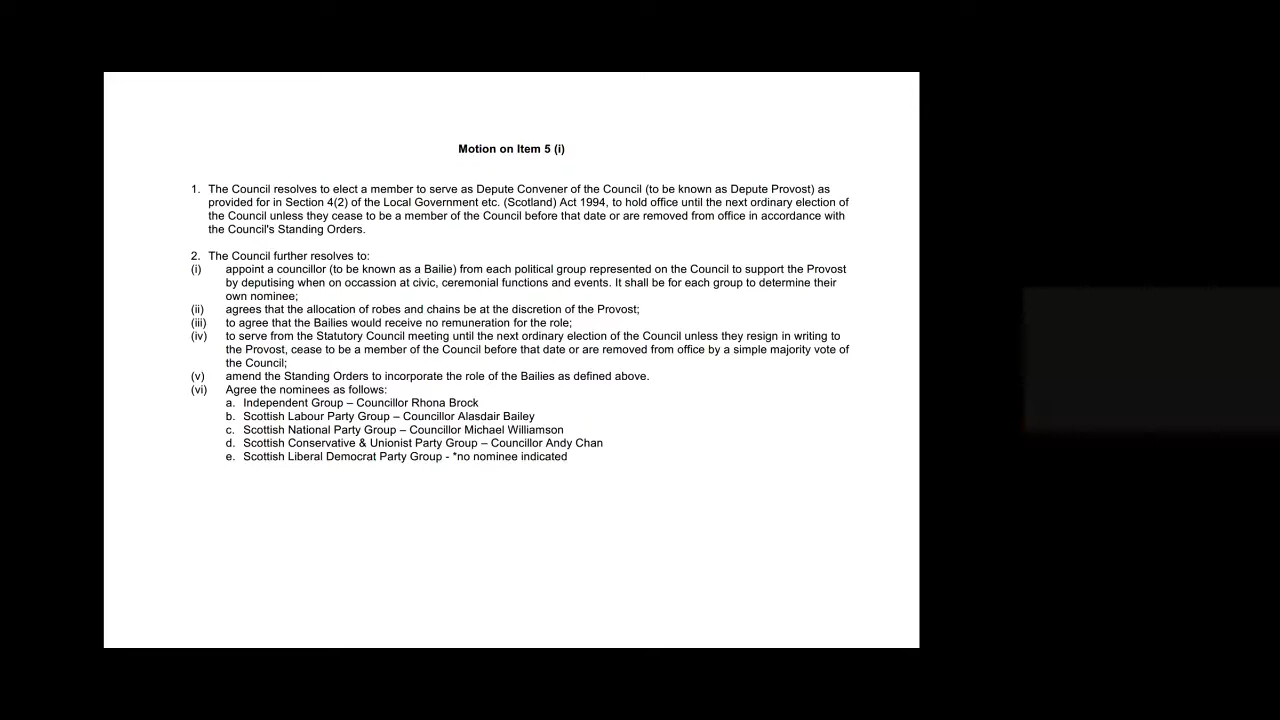 Motion on Item 5 (i)
1. The Council resolves to elect a member to serve as Depute Convener of the Council (to be known as Depute Provost) as
provided for in Section 4(2) of the Local Government etc. (Scotland) Act 1994, to hold office until the next ordinary election of
the Council unless they cease to be a member of the Council before that date or are removed from office in accordance with
the Council's Standing Orders.
2. The Council further resolves to:
(i) appoint a councillor (to be known as a Bailie) from each political group represented on the Council to support the Provost
by deputising when on occassion at civic, ceremonial functions and events. It shall be for each group to determine their
own nominee;
(ii) agrees that the allocation of robes and chains be at the discretion of the Provost;
(iii) to agree that the Bailies would receive no remuneration for the role;
(iv) to serve from the Statutory Council meeting until the next ordinary election of the Council unless they resign in writing to
the Provost, cease to be a member of the Council before that date or are removed from office by a simple majority vote of
the Council;
(v) amend the Standing Orders to incorporate the role of the Bailies as defined above.
(vi) Agree the nominees as follows:
a. Independent Group – Councillor Rhona Brock
b. Scottish Labour Party Group – Councillor Alasdair Bailey
c. Scottish National Party Group – Councillor Michael Williamson
d. Scottish Conservative & Unionist Party Group – Councillor Andy Chan
e. Scottish Liberal Democrat Party Group - *no nominee indicated